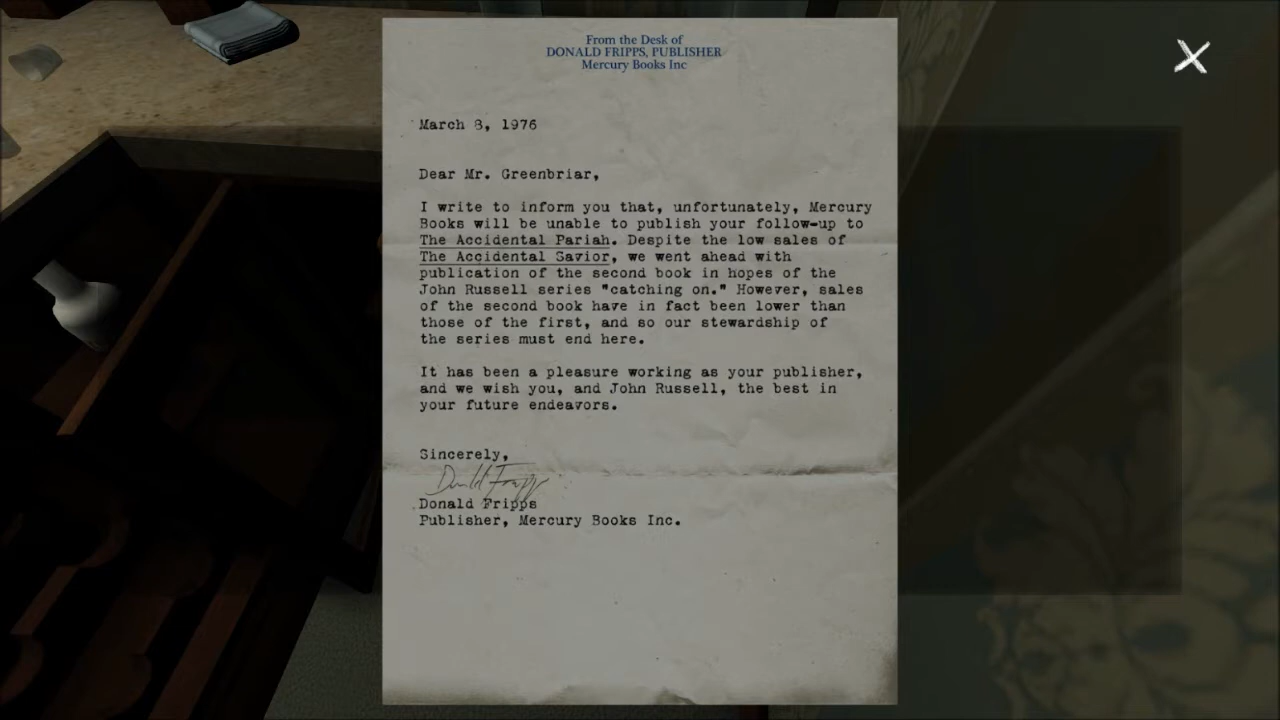 From the Desk of
DONALD FRIPPS, PUBLISHER
Mercury Books Inc
March 8, 1976
Dear Mr. Greenbriar,
I write to inform you that, unfortunately, Mercury
Books will be unable to publish your follow-up to
The Accidental Pariah. Despite the low sales of
The Accidental Savior, we went ahead with
publication of the second book in hopes of the
John Russell series "catching on." However, sales
of the second book have in fact been lower than
those of the first, and so our stewardship of
the series must end here.
It has been a pleasure working as your publisher,
and we wish you, and John Russell, the best in
your future endeavors.
Sincerely,
Donald Fripps
Donald Fripps
Publisher, Mercury Books Inc.